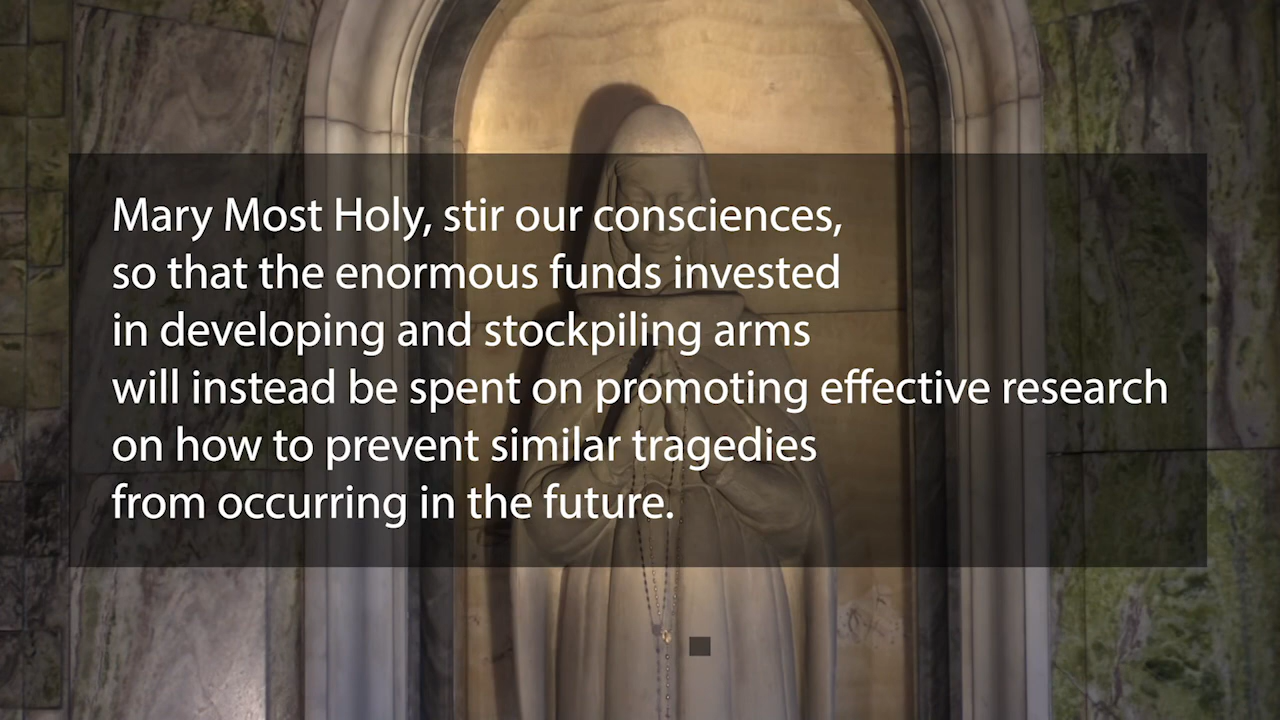 Mary Most Holy, stir our consciences,
so that the enormous funds invested
in developing and stockpiling arms
will instead be spent on promoting effective research
on how to prevent similar tragedies
from occurring in the future.